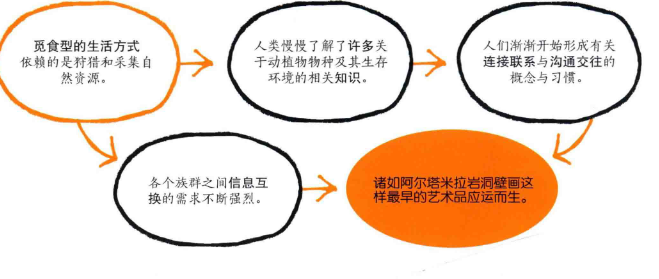 觅食型的生活方式
依赖的是狩猎和采集自
然资源。
人类慢慢了解了许多关
于动植物物种及其生存
环境的相关知识。
人们渐渐开始形成有关
连接联系与沟通交往的
概念与习惯。
各个族群之间信息互
换的需求不断强烈。
诸如阿尔塔米拉岩洞壁画这
样最早的艺术品应运而生。